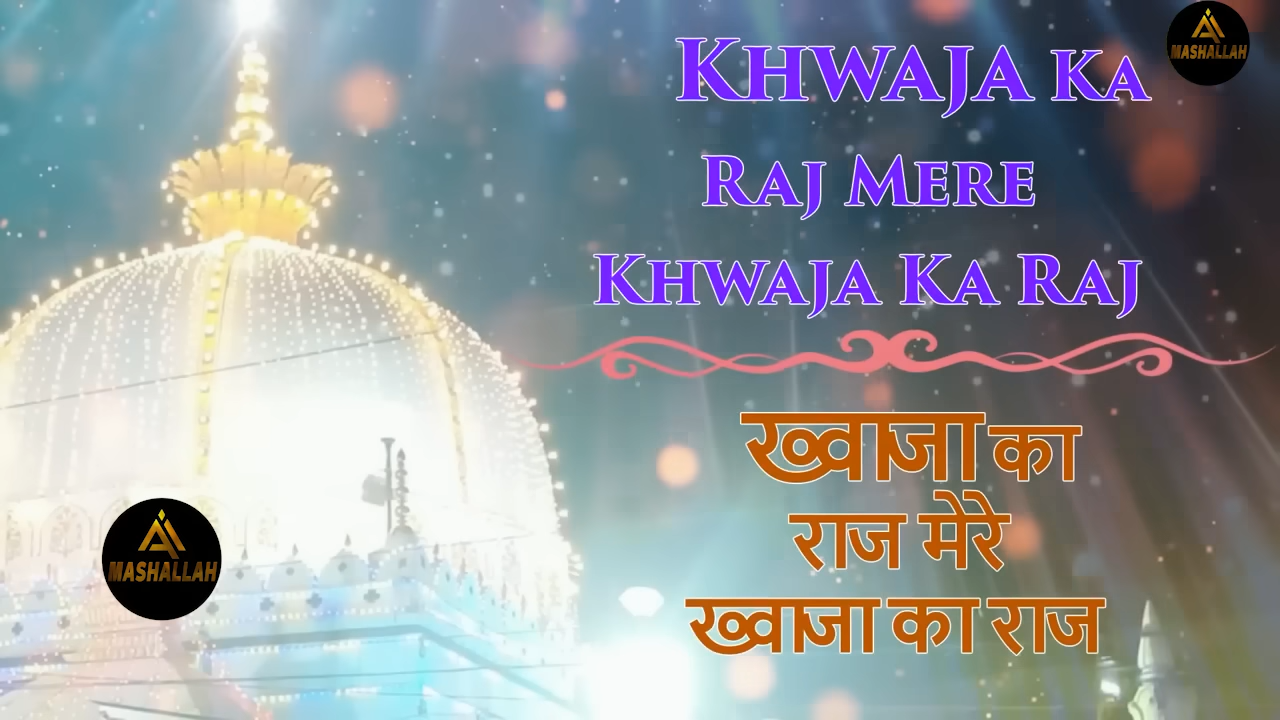 KHWAJA KA
RAJ MERE
KHWAJA KA RAJ
ख्वाजा का
राज मेरे
ख्वाजा का राज
MASHALLAH
MASHALLAH